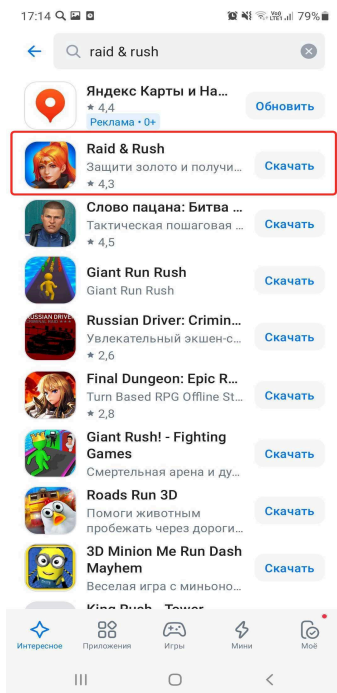 17:14
79%
raid & rush
Яндекс Карты и На...
★ 4,4
Реклама • 0+
Обновить
Raid & Rush
Защити золото и получи...
★ 4,3
Скачать
Слово пацана: Битва ...
Тактическая пошаговая ...
★ 4,5
Скачать
Giant Run Rush
Giant Run Rush
Скачать
Russian Driver: Crimin...
Увлекательный экшен-с...
★ 2,6
Скачать
Final Dungeon: Epic R...
Turn Based RPG Offline St...
★ 2,8
Скачать
Giant Rush! - Fighting
Games
Смертельная арена и ду...
Скачать
Roads Run 3D
Помоги животным
пробежать через дороги...
Скачать
3D Minion Me Run Dash
Mayhem
Веселая игра с миньоно...
Скачать
King Rush - Tower
Интересное
Приложения
Игры
Мини
Моё